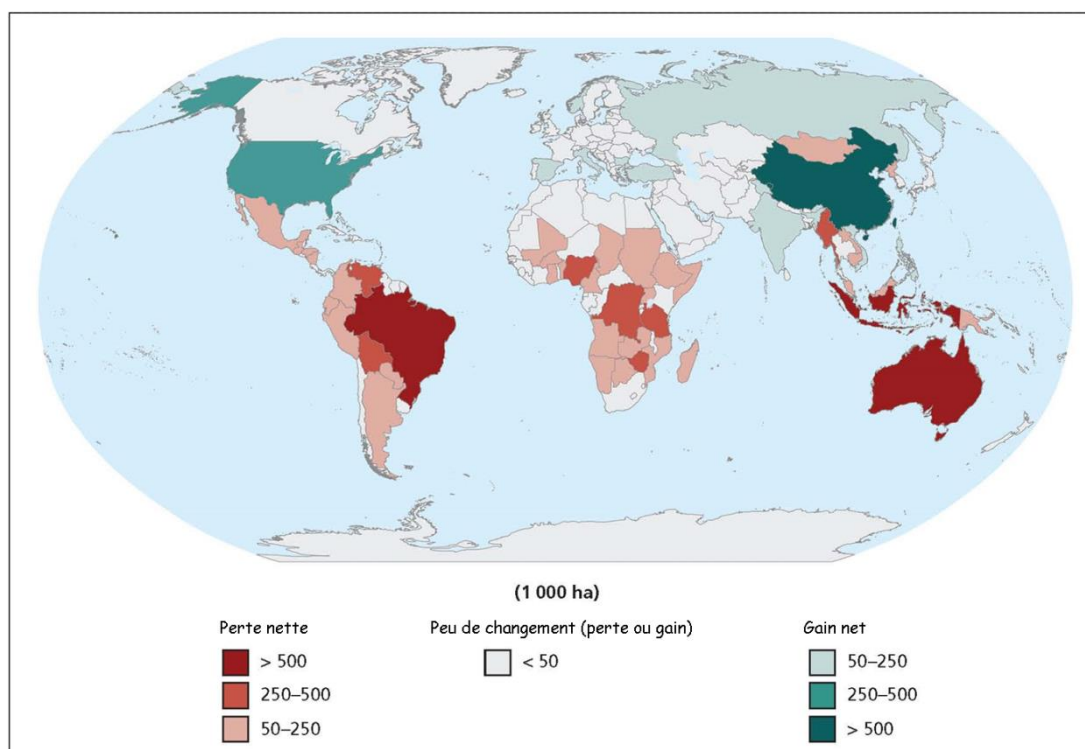 (1 000 ha)
Perte nette
> 500
250–500
50–250
Peu de changement (perte ou gain)
< 50
Gain net
50–250
250–500
> 500